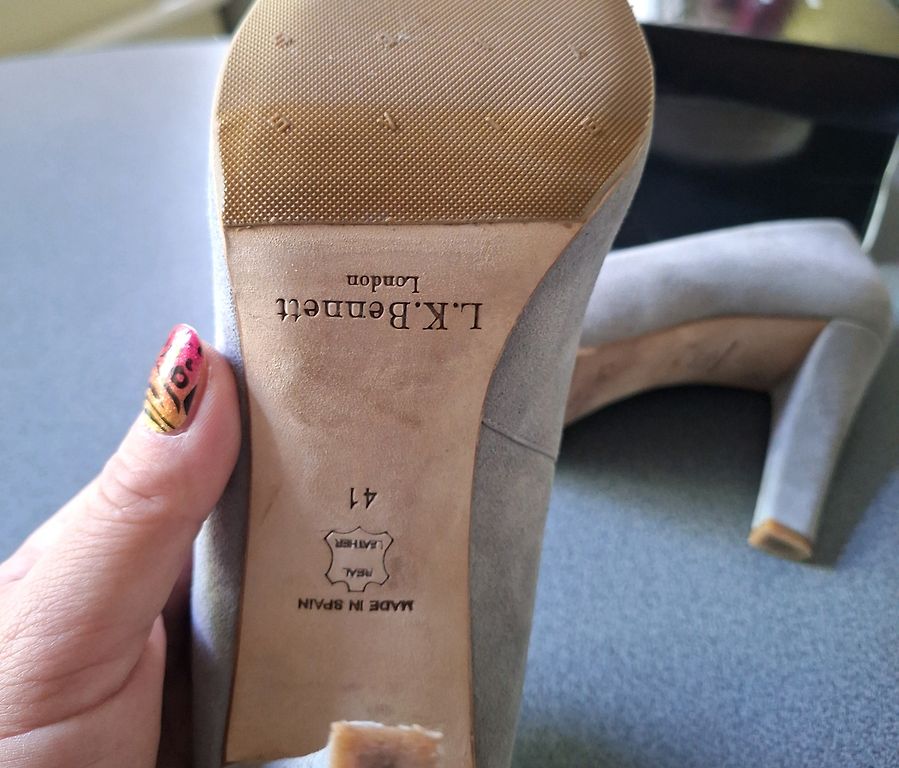 L.K.Bennett
London
41
REAL
LEATHER
MADE IN SPAIN